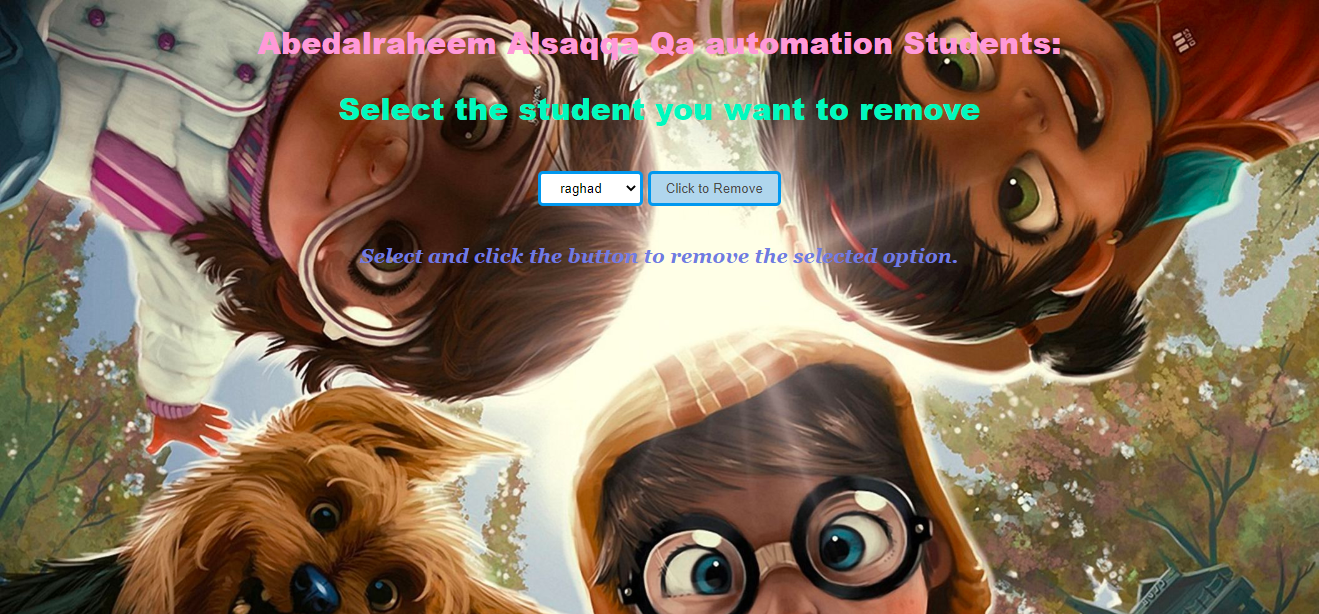 Abedalraheem Alsaqqa Qa automation Students:
Select the student you want to remove
raghad
Click to Remove
Select and click the button to remove the selected option.